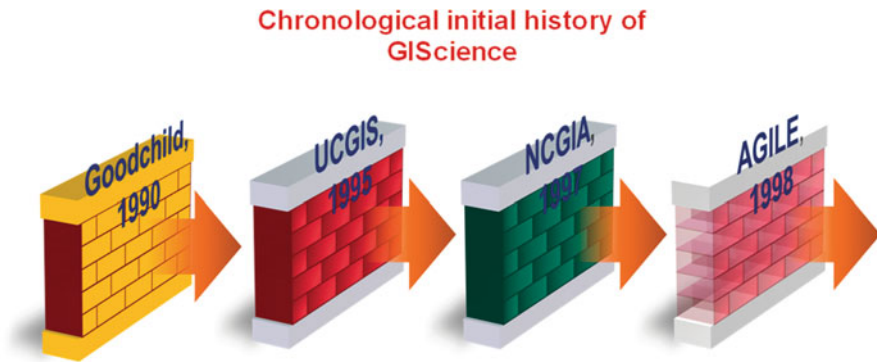 Chronological initial history of
GIScience
Goodchild,
1990
UCGIS,
1995
NCGIA,
1997
AGILE,
1998